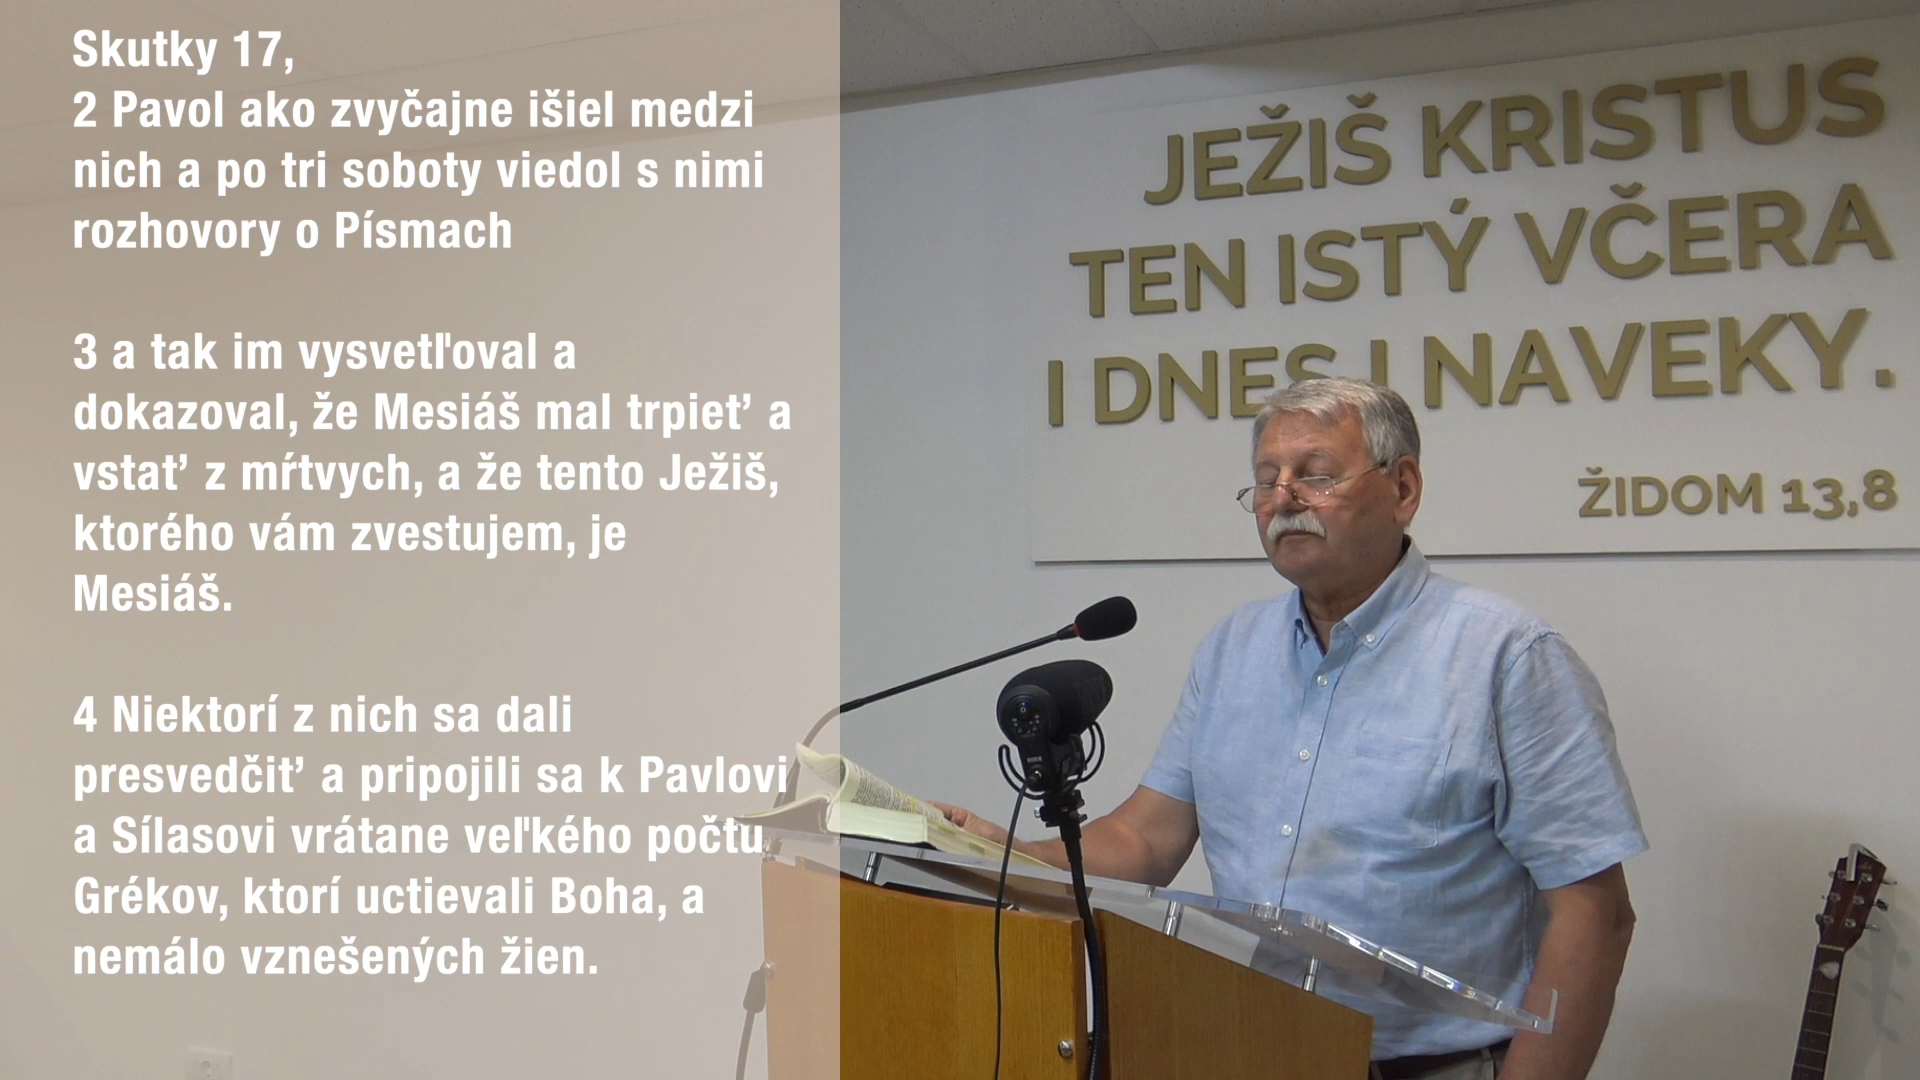 Skutky 17,
2 Pavol ako zvyčajne išiel medzi
nich a po tri soboty viedol s nimi
rozhovory o Písmach
3 a tak im vysvetľoval a
dokazoval, že Mesiáš mal trpieť a
vstať z mŕtvych, a že tento Ježiš,
ktorého vám zvestujem, je
Mesiáš.
4 Niektorí z nich sa dali
presvedčiť a pripojili sa k Pavlovi
a Sílasovi vrátane veľkého počtu
Grékov, ktorí uctievali Boha, a
nemálo vznešených žien.
JEŽIŠ KRISTUS
TEN ISTÝ VČERA
I DNES I NAVEKY.
ŽIDOM 13,8